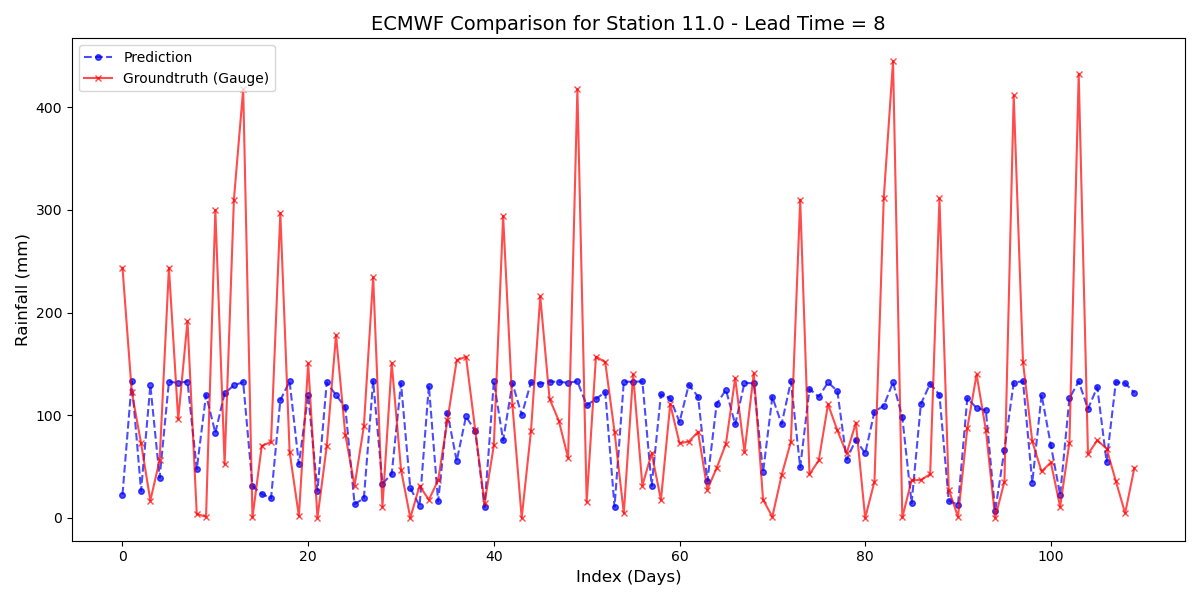 ECMWF Comparison for Station 11.0 - Lead Time = 8
Prediction
Groundtruth (Gauge)
Rainfall (mm)
400
300
200
100
0
0 20 40 60 80 100
Index (Days)